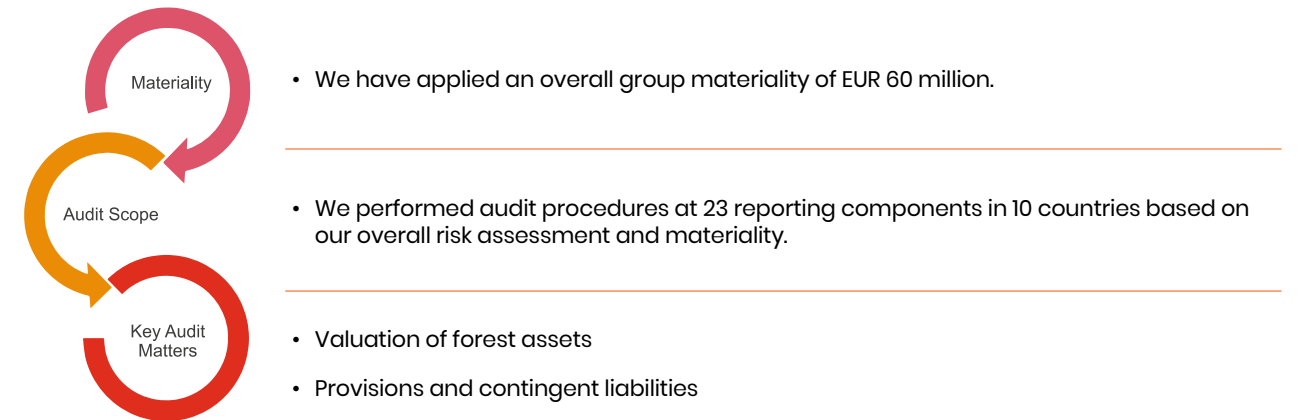 Materiality
• We have applied an overall group materiality of EUR 60 million.
Audit Scope
• We performed audit procedures at 23 reporting components in 10 countries based on
our overall risk assessment and materiality.
Key Audit
Matters
• Valuation of forest assets
• Provisions and contingent liabilities